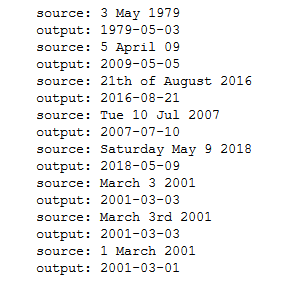 source: 3 May 1979
output: 1979-05-03
source: 5 April 09
output: 2009-05-05
source: 21th of August 2016
output: 2016-08-21
source: Tue 10 Jul 2007
output: 2007-07-10
source: Saturday May 9 2018
output: 2018-05-09
source: March 3 2001
output: 2001-03-03
source: March 3rd 2001
output: 2001-03-03
source: 1 March 2001
output: 2001-03-01